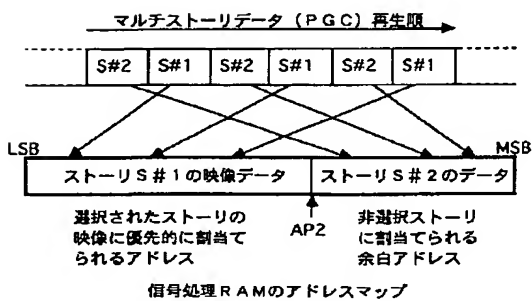 マルチストーリデータ（PGC）再生順
S#2 S#1 S#2 S#1 S#2 S#1
LSB MSB
ストーリS#1の映像データ ストーリS#2のデータ
AP2
選択されたストーリの
映像に優先的に割当て
られるアドレス
非選択ストーリ
に割当てられる
余白アドレス
信号処理RAMのアドレスマップ